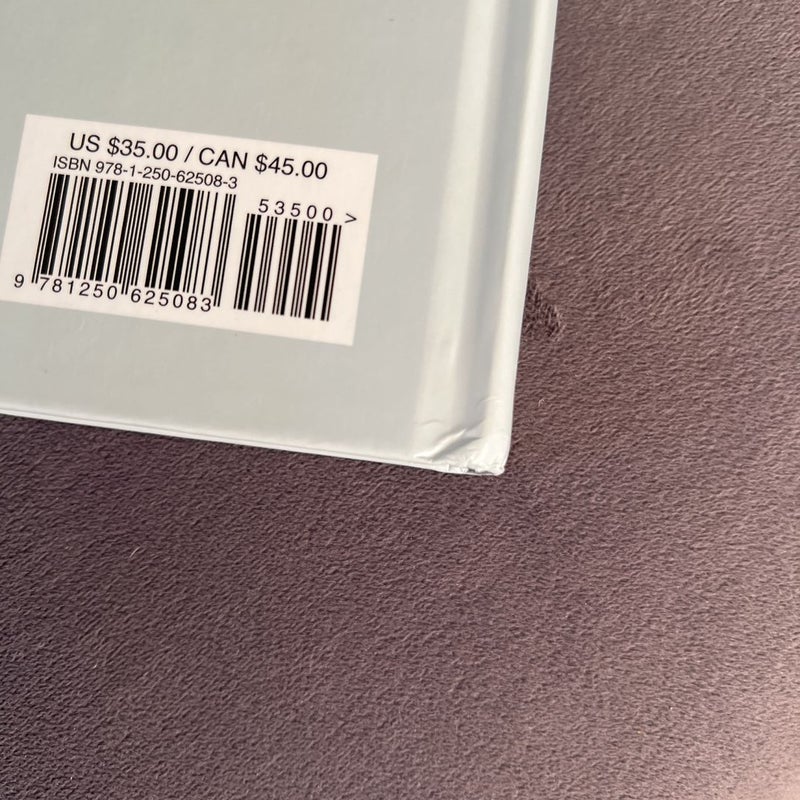 US $35.00 / CAN $45.00
ISBN 978-1-250-62508-3
53500 >
9 781250 625083